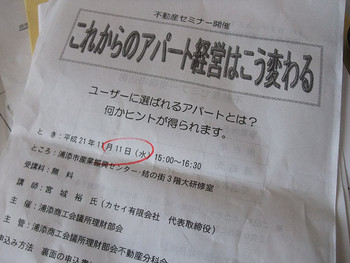 不動産セミナー開催
これからのアパート経営はこう変わる
ユーザーに選ばれるアパートとは?
何かヒントが得られます。
とき:平成21年11月11日(水) 15:00~16:30
ところ:浦添市産業振興センター・結の街3階大研修室
受講料:無料
講師:宮城 裕 氏(カセイ有限会社 代表取締役)
主催:浦添商工会議所理財部会
主管:浦添商工会議所理財部会不動産分科会
申込み方法 裏面の申込書